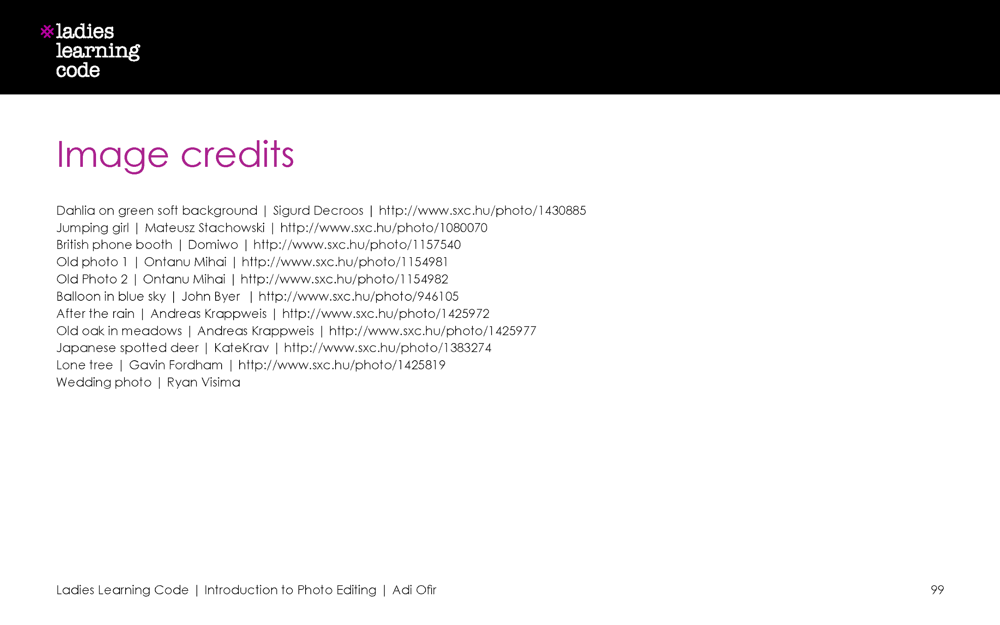 ladies
learning
code
Image credits
Dahlia on green soft background | Sigurd Decroos | http://www.sxc.hu/photo/1430885
Jumping girl | Mateusz Stachowski | http://www.sxc.hu/photo/1080070
British phone booth | Domiwo | http://www.sxc.hu/photo/1157540
Old photo 1 | Ontanu Mihai | http://www.sxc.hu/photo/1154981
Old Photo 2 | Ontanu Mihai | http://www.sxc.hu/photo/1154982
Balloon in blue sky | John Byer | http://www.sxc.hu/photo/946105
After the rain | Andreas Krappweis | http://www.sxc.hu/photo/1425972
Old oak in meadows | Andreas Krappweis | http://www.sxc.hu/photo/1425977
Japanese spotted deer | KateKrav | http://www.sxc.hu/photo/1383274
Lone tree | Gavin Fordham | http://www.sxc.hu/photo/1425819
Wedding photo | Ryan Visima
Ladies Learning Code | Introduction to Photo Editing | Adi Ofir
99